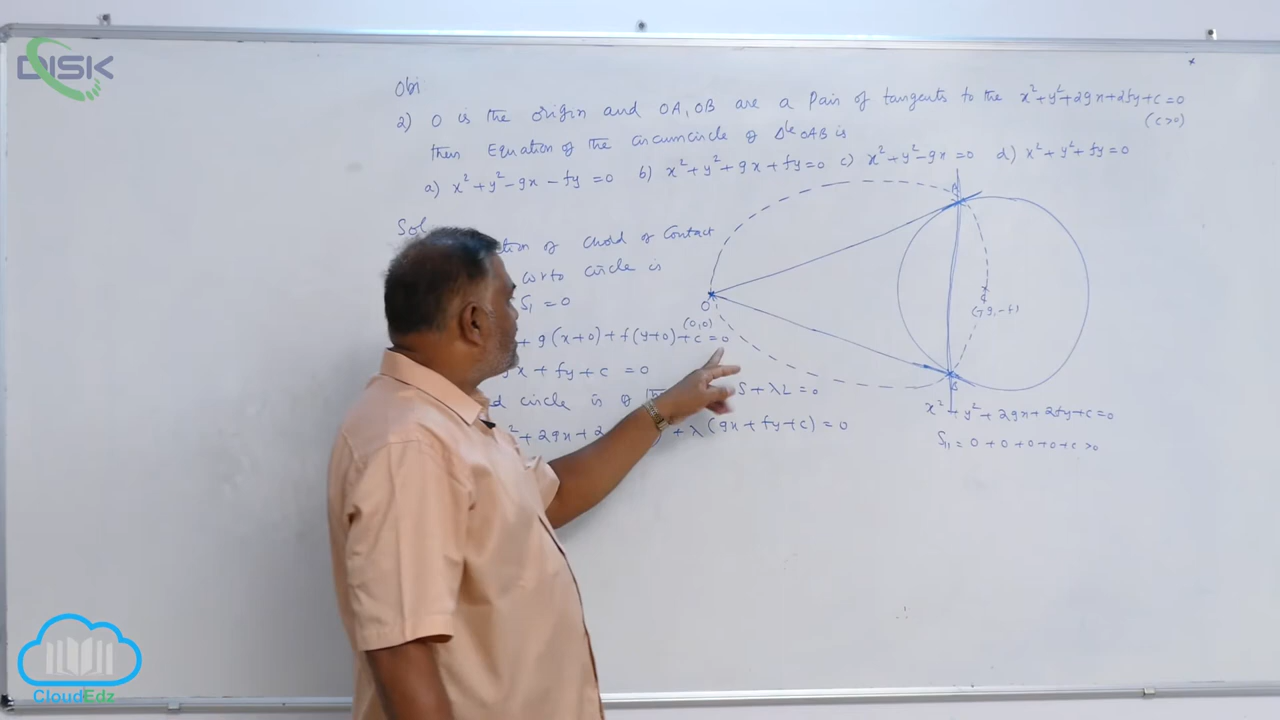 DISK
Obj
2) O is the origin and OA, OB are a Pair of tangents to the x²+y²+2gx+2fy+c=0
(c>0)
then Equation of the circumcircle of Δle OAB is
a) x²+y²-gx-fy=0 b) x²+y²+gx+fy=0 c) x²+y²-gx=0 d) x²+y²+fy=0
Sol
of Chord of Contact
w r to circle is
S₁=0
+ g(x+0)+f(y+0)+c=0
x+fy+c=0
circle is of S+λL=0
+2gx+2 +λ(gx+fy+c)=0
A
O
(0,0)
C
(-g,-f)
B
x²+y²+2gx+2fy+c=0
S₁₁=0+0+0+0+c>0
CloudEdz